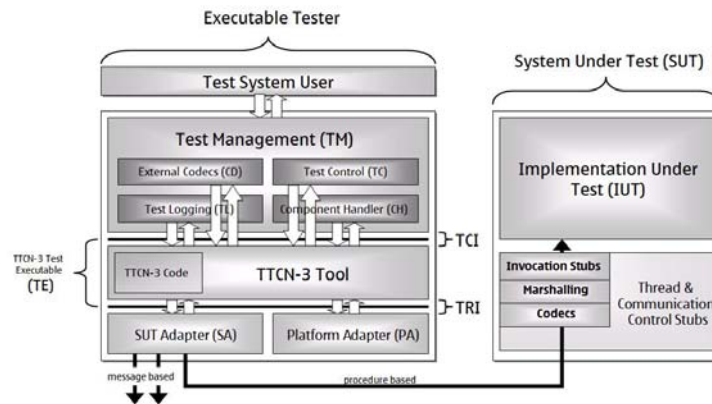 Executable Tester
Test System User
System Under Test (SUT)
Test Management (TM)
External Codecs (CD)
Test Control (TC)
Test Logging (TL)
Component Handler (CH)
Implementation Under
Test (IUT)
TCI
TTCN-3 Test
Executable
(TE)
TTCN-3 Code
TTCN-3 Tool
TRI
SUT Adapter (SA)
Platform Adapter (PA)
Invocation Stubs
Marshalling
Codecs
Thread &
Communication
Control Stubs
message based
procedure based